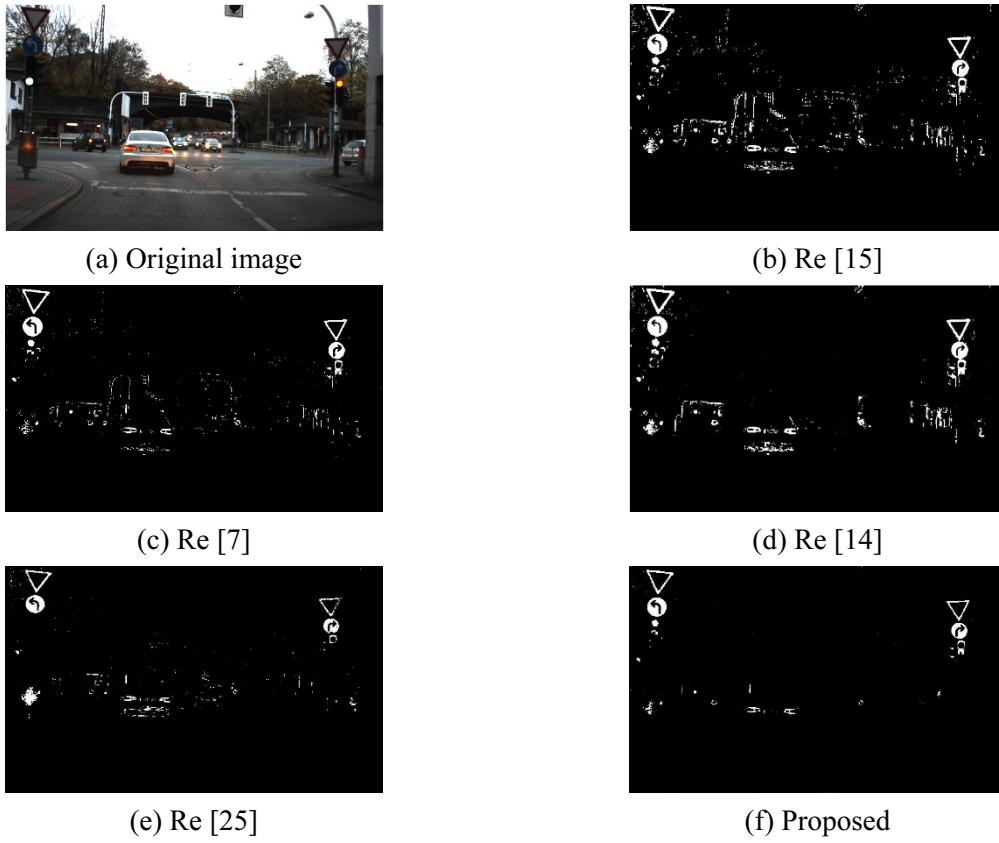 (a) Original image
(b) Re [15]
(c) Re [7]
(d) Re [14]
(e) Re [25]
(f) Proposed